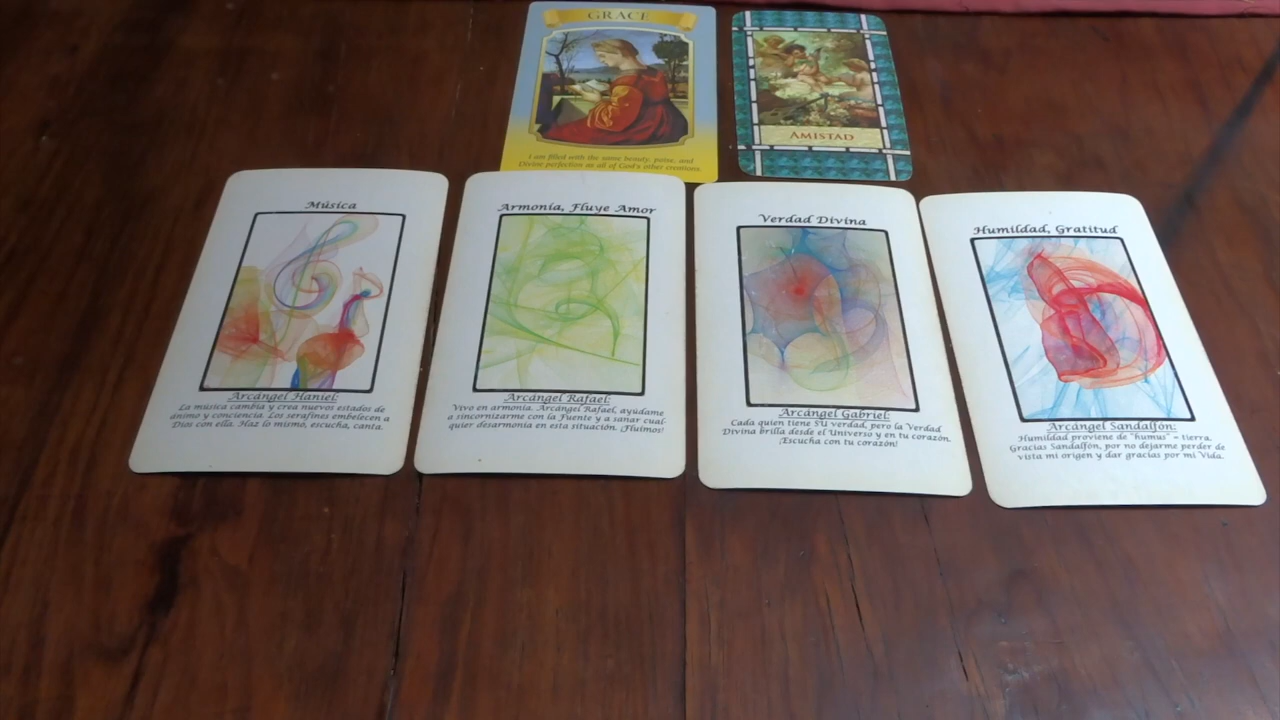 GRACE
I am filled with the same beauty, poise, and
Divine perfection as all of God's other creations.
AMISTAD
Música
Arcángel Haniel:
La música cambia y crea nuevos estados de
ánimo y conciencia. Los serafines embelecen a
Dios con ella. Haz lo mismo, escucha, canta.
Armonía, Fluye Amor
Arcángel Rafael:
Vivo en armonía. Arcángel Rafael, ayúdame
a sincornizarme con la Fuente y a sanar cual-
quier desarmonia en esta situación. ¡Fluimos!
Verdad Divina
Arcángel Gabriel:
Cada quien tiene SU verdad, pero la Verdad
Divina brilla desde el Universo y en tu corazón.
¡Escucha con tu corazón!
Humildad, Gratitud
Arcángel Sandalfón:
Humildad proviene de "humus" = tierra.
Gracias Sandalfón, por no dejarme perder de
vista mi origen y dar gracias por mi Vida.